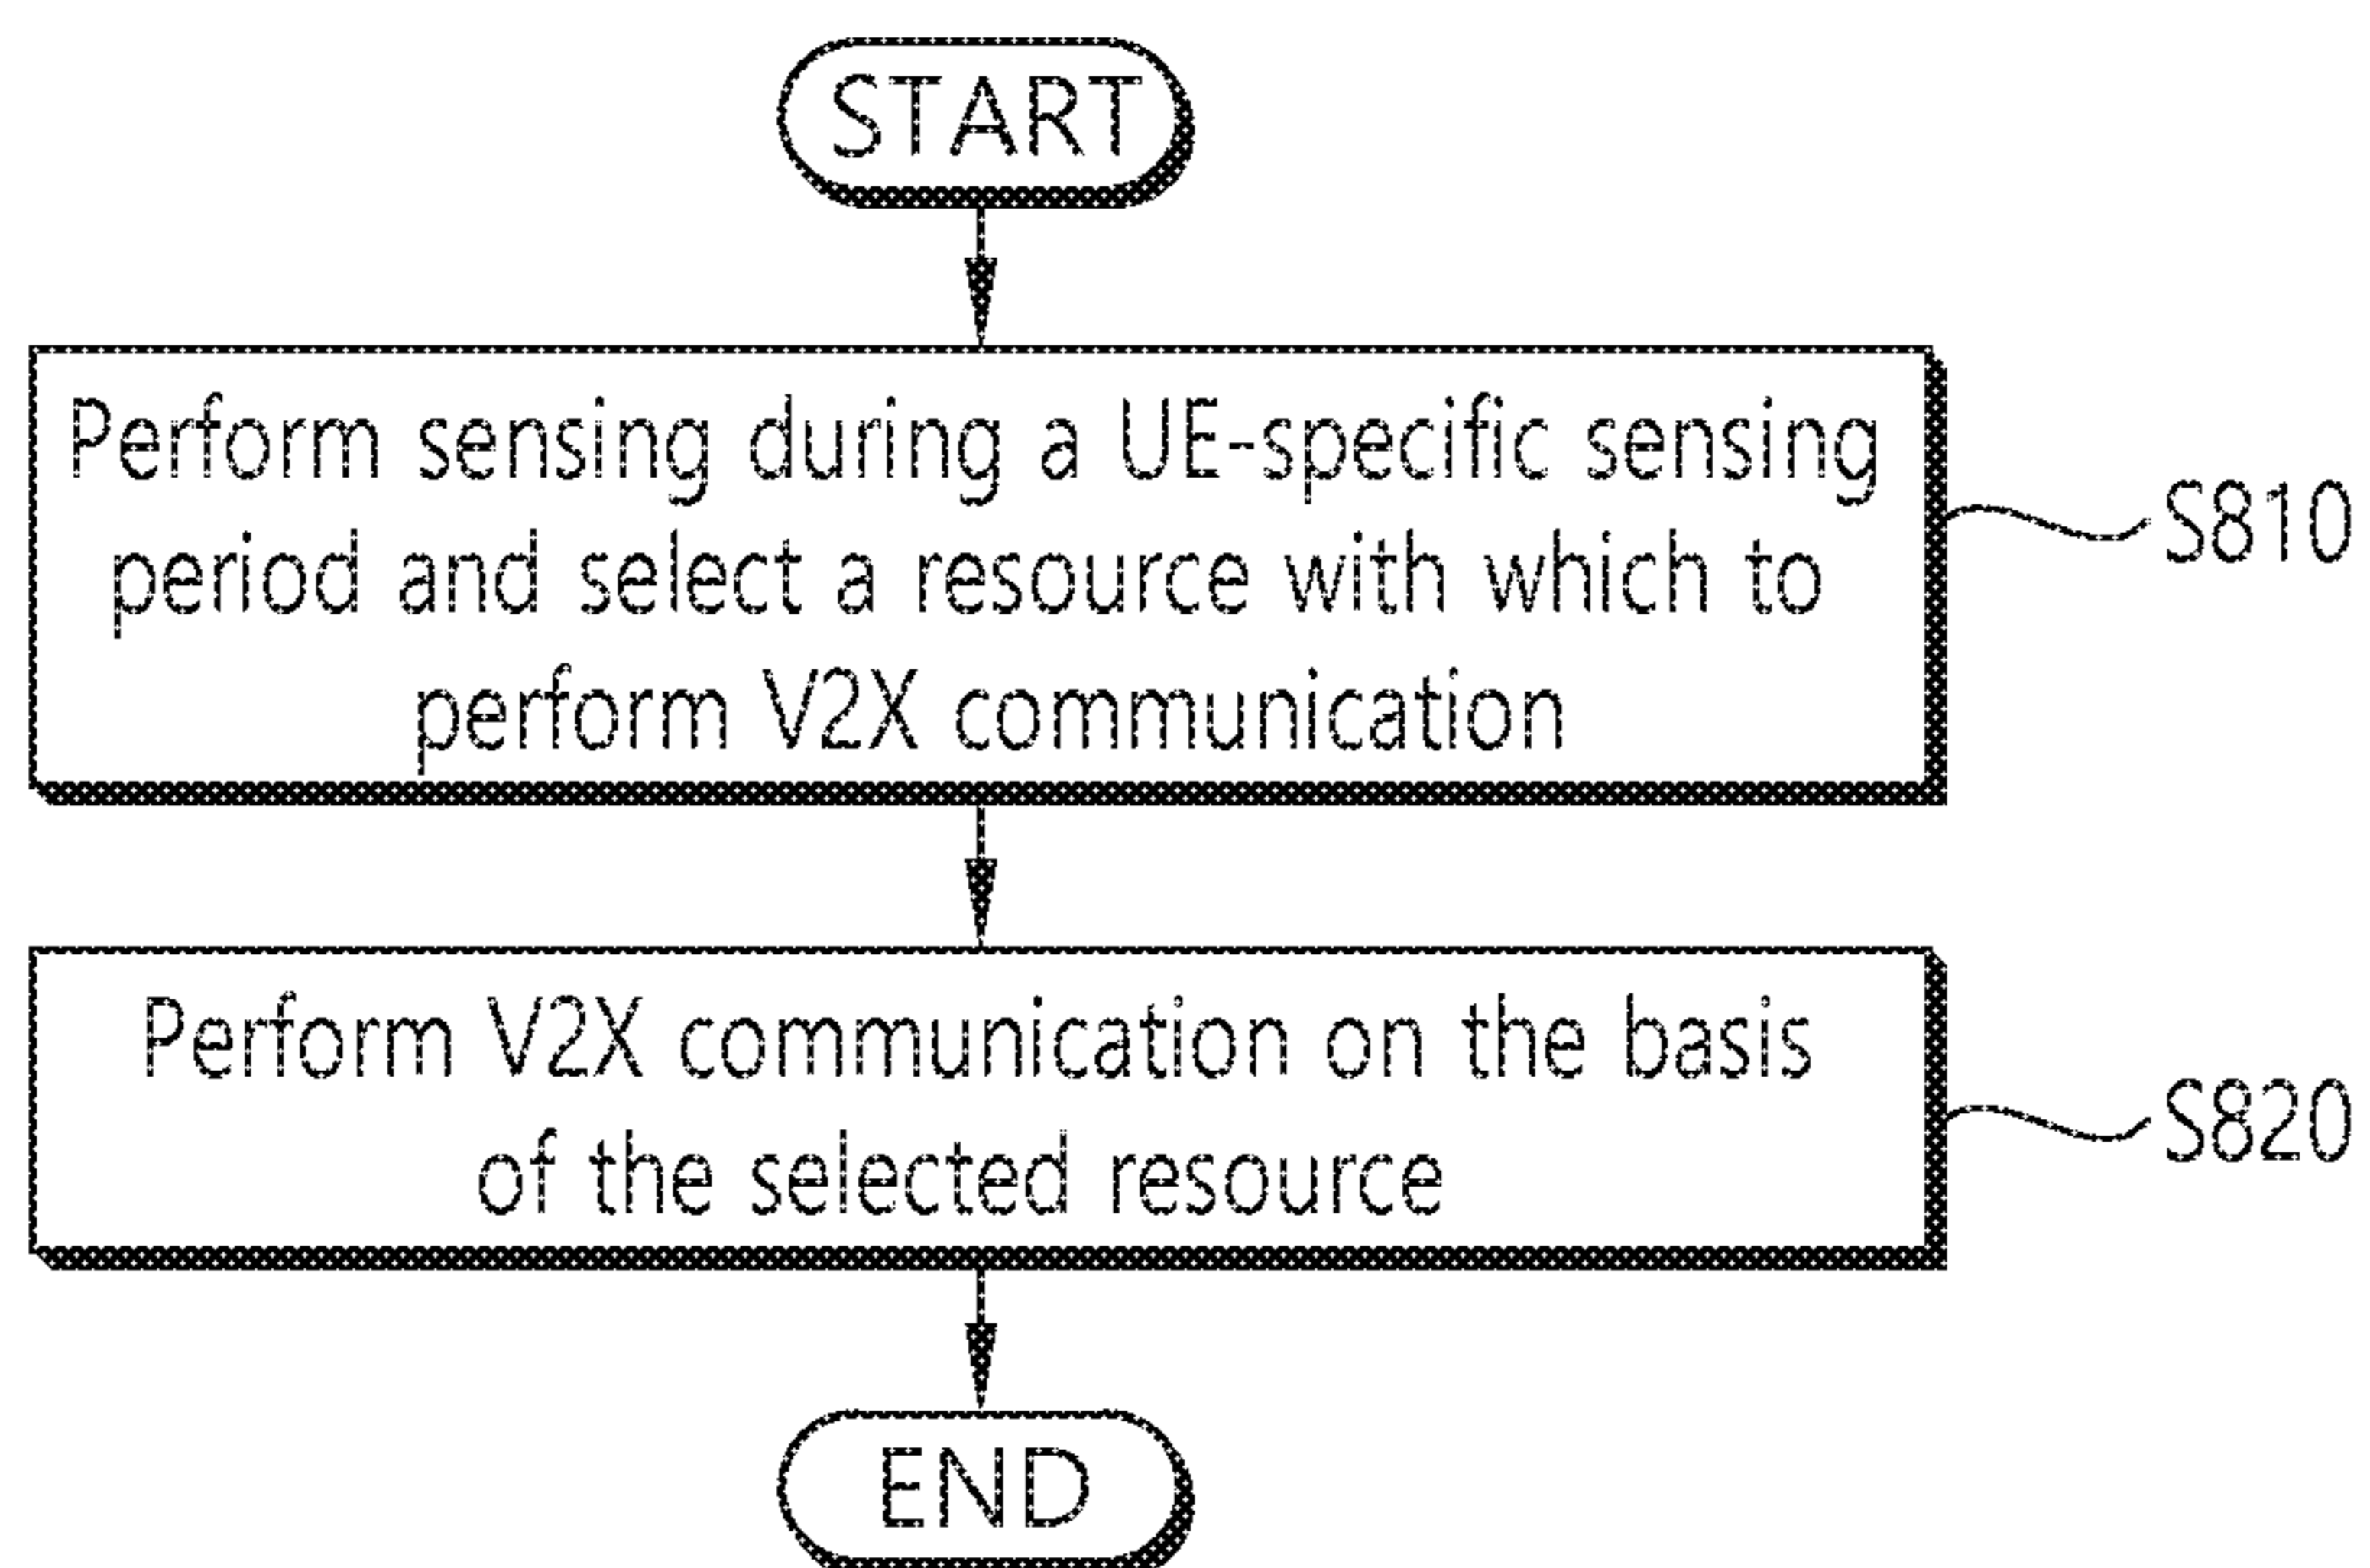 START
Perform sensing during a UE-specific sensing
period and select a resource with which to
perform V2X communication
S810
Perform V2X communication on the basis
of the selected resource
S820
END